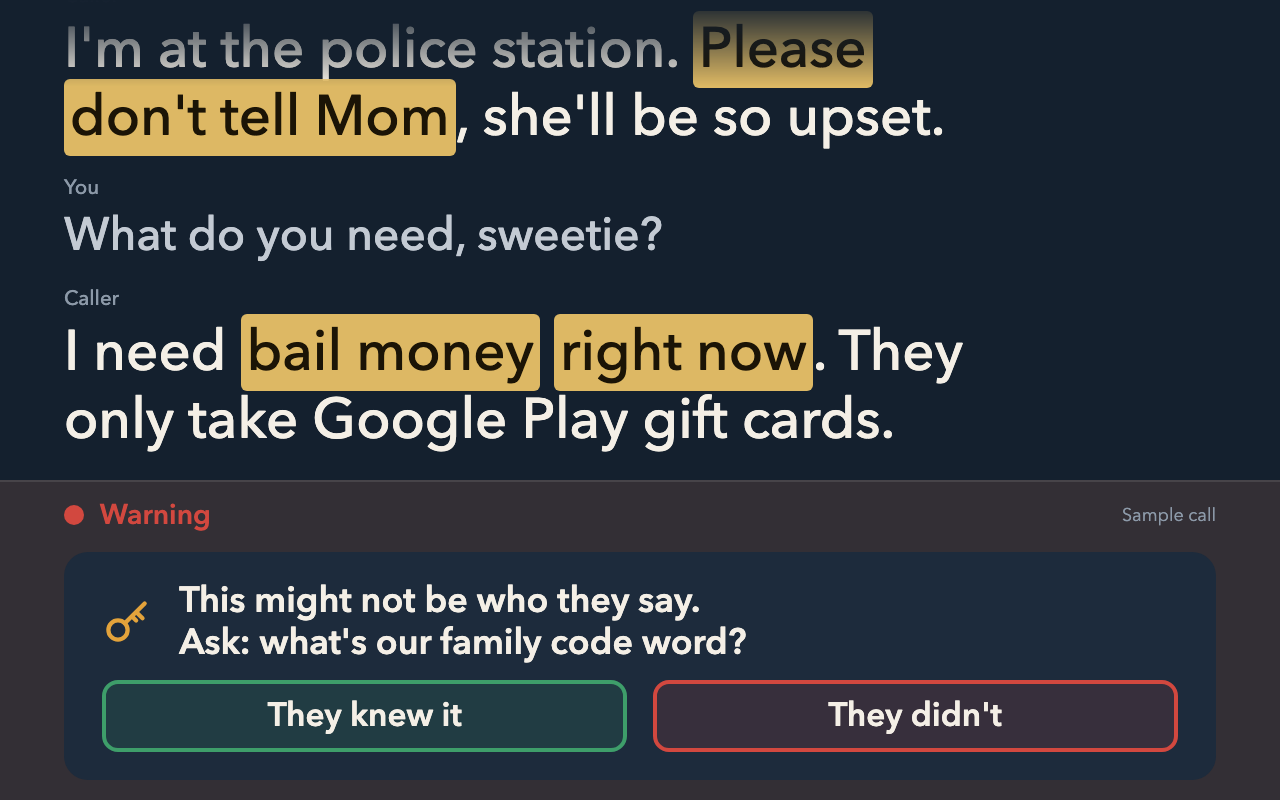 I'm at the police station. Please
don't tell Mom, she'll be so upset.
You
What do you need, sweetie?
Caller
I need bail money right now. They
only take Google Play gift cards.
Warning
Sample call
This might not be who they say.
Ask: what's our family code word?
They knew it
They didn't